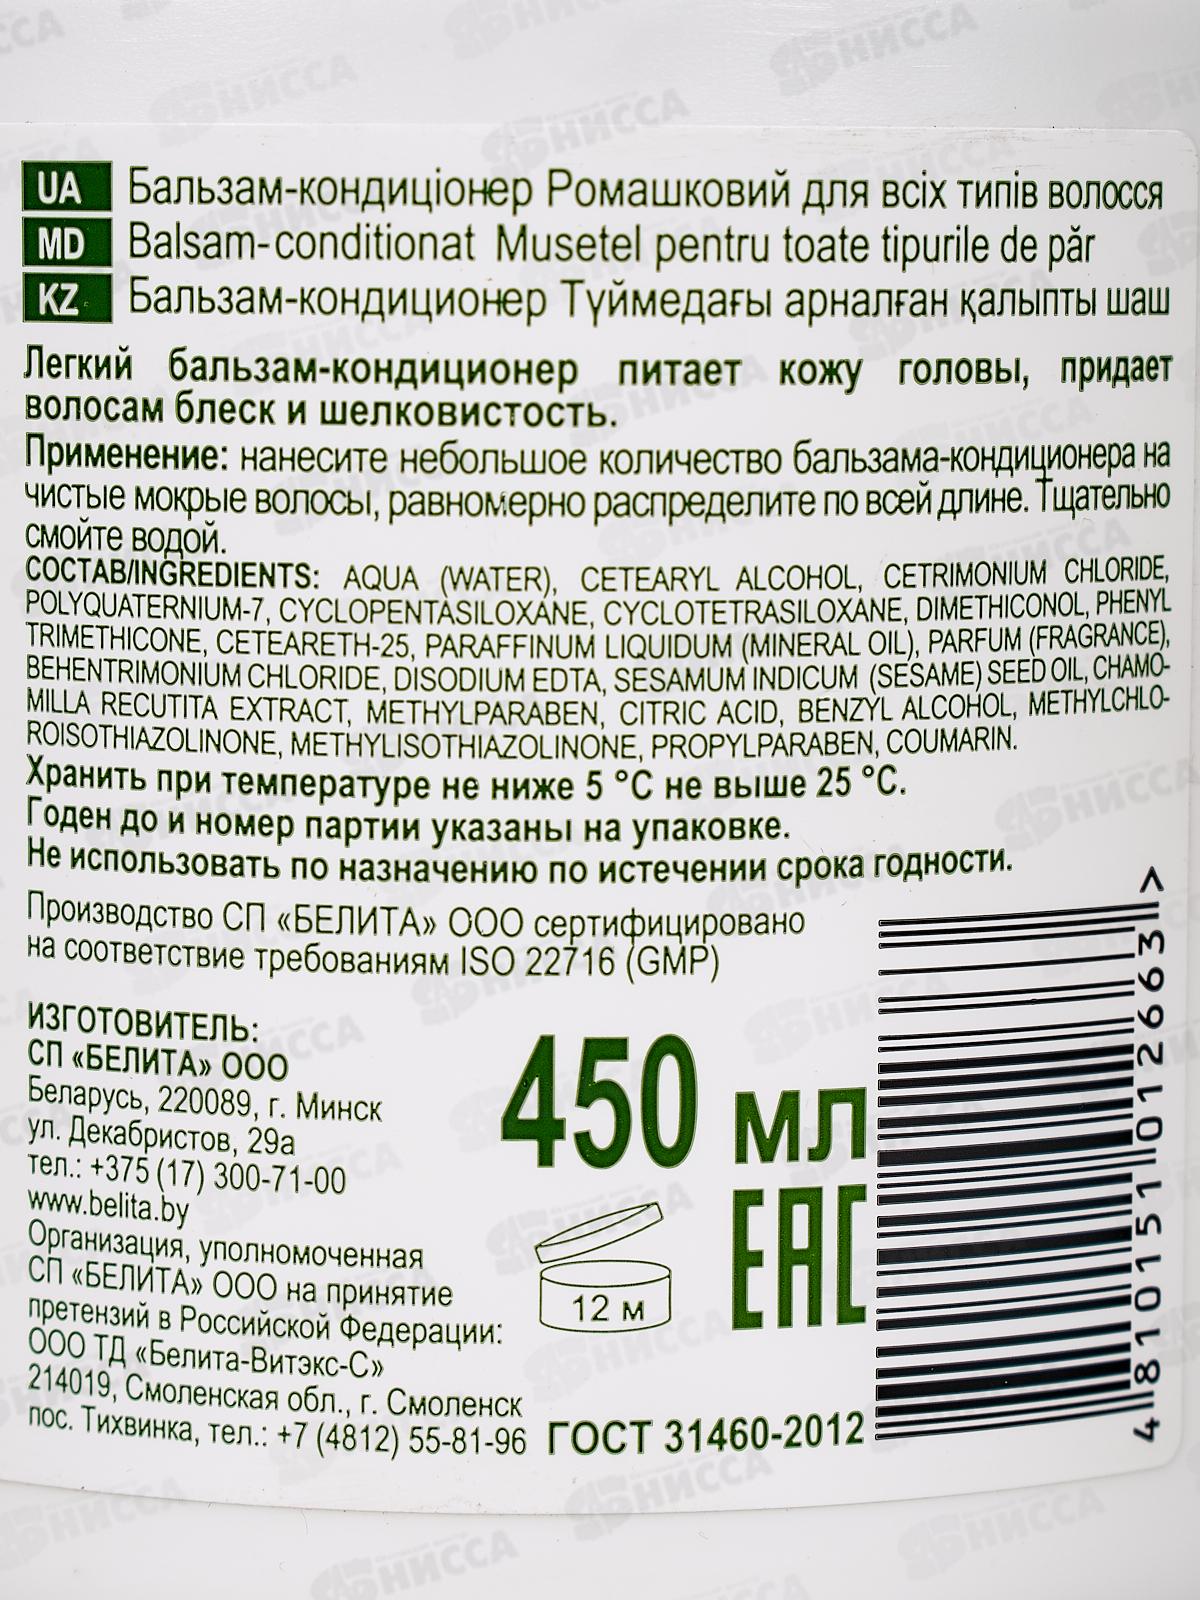 UA Бальзам-кондиціонер Ромашковий для всіх типів волосся
MD Balsam-conditionat Musetel pentru toate tipurile de păr
KZ Бальзам-кондиционер Түймедағы арналған қалыпты шаш
Легкий бальзам-кондиционер питает кожу головы, придает
волосам блеск и шелковистость.
Применение: нанесите небольшое количество бальзама-кондиционера на
чистые мокрые волосы, равномерно распределите по всей длине. Тщательно
смойте водой.
СОСТАВ/INGREDIENTS: AQUA (WATER), CETEARYL ALCOHOL, CETRIMONIUM CHLORIDE,
POLYQUATERNIUM-7, CYCLOPENTASILOXANE, CYCLOTETRASILOXANE, DIMETHICONOL, PHENYL
TRIMETHICONE, CETEARETH-25, PARAFFINUM LIQUIDUM (MINERAL OIL), PARFUM (FRAGRANCE),
BEHENTRIMONIUM CHLORIDE, DISODIUM EDTA, SESAMUM INDICUM (SESAME) SEED OIL, CHAMO-
MILLA RECUTITA EXTRACT, METHYLPARABEN, CITRIC ACID, BENZYL ALCOHOL, METHYLCHLO-
ROISOTHIAZOLINONE, METHYLISOTHIAZOLINONE, PROPYLPARABEN, COUMARIN.
Хранить при температуре не ниже 5 °C не выше 25 °C.
Годен до и номер партии указаны на упаковке.
Не использовать по назначению по истечении срока годности.
Производство СП «БЕЛИТА» ООО сертифицировано
на соответствие требованиям ISO 22716 (GMP)
ИЗГОТОВИТЕЛЬ:
СП «БЕЛИТА» ООО
Беларусь, 220089, г. Минск
ул. Декабристов, 29а
тел.: +375 (17) 300-71-00
www.belita.by
Организация, уполномоченная
СП «БЕЛИТА» ООО на принятие
претензий в Российской Федерации:
ООО ТД «Белита-Витэкс-С»
214019, Смоленская обл., г. Смоленск
пос. Тихвинка, тел.: +7 (4812) 55-81-96
450 мл
EAC
12 м
ГОСТ 31460-2012
4 810151 012663 >
НИССА